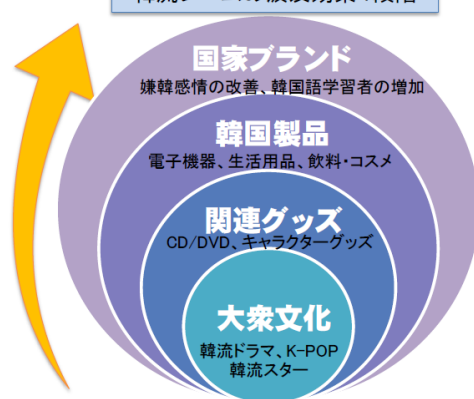 国家ブランド
嫌韓感情の改善、韓国語学習者の増加
韓国製品
電子機器、生活用品、飲料・コスメ
関連グッズ
CD/DVD、キャラクターグッズ
大衆文化
韓流ドラマ、K-POP
韓流スター